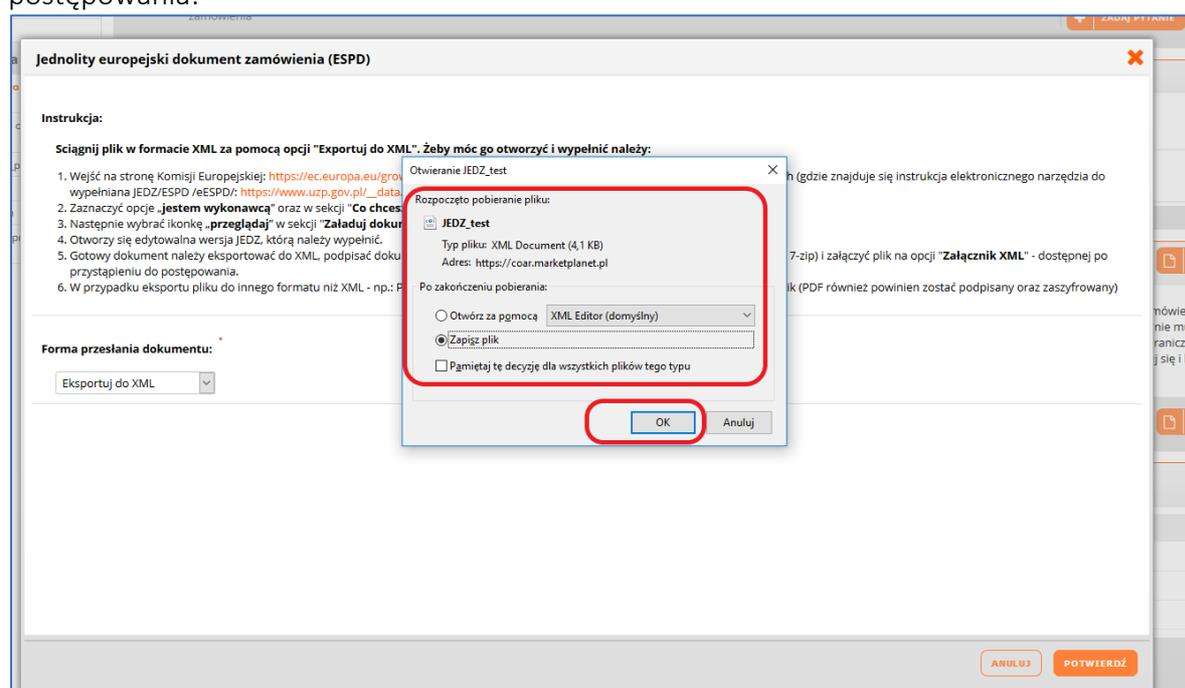 postępowania.
zamówienia
+ ZADAJ PYTANIE
Jednolity europejski dokument zamówienia (ESPD)
Instrukcja:
Sciągnij plik w formacie XML za pomocą opcji "Exportuj do XML". Żeby móc go otworzyć i wypełnić należy:
1. Wejść na stronę Komisji Europejskiej: https://ec.europa.eu/grow h (gdzie znajduje się instrukcja elektronicznego narzędzia do
wypełniana JEDZ/ESPD /eESPD/: https://www.uzp.gov.pl/__data
2. Zaznaczyć opcje „jestem wykonawcą" oraz w sekcji "Co chces
3. Następnie wybrać ikonkę „przeglądaj" w sekcji "Załaduj dokur
4. Otworzy się edytowalna wersja JEDZ, którą należy wypełnić.
5. Gotowy dokument należy eksportować do XML, podpisać doku 7-zip) i załączyć plik na opcji "Załącznik XML" - dostępnej po
przystąpieniu do postępowania.
6. W przypadku eksportu pliku do innego formatu niż XML - np.: P ik (PDF również powinien zostać podpisany oraz zaszyfrowany)
Forma przesłania dokumentu: *
Eksportuj do XML
Otwieranie JEDZ_test
Rozpoczęto pobieranie pliku:
JEDZ_test
Typ pliku: XML Document (4,1 KB)
Adres: https://coar.marketplanet.pl
Po zakończeniu pobierania:
Otwórz za pomocą XML Editor (domyślny)
Zapisz plik
Pamiętaj tę decyzję dla wszystkich plików tego typu
OK Anuluj
mówie
nie mu
ranicz
j się i
ANULUJ POTWIERDŹ